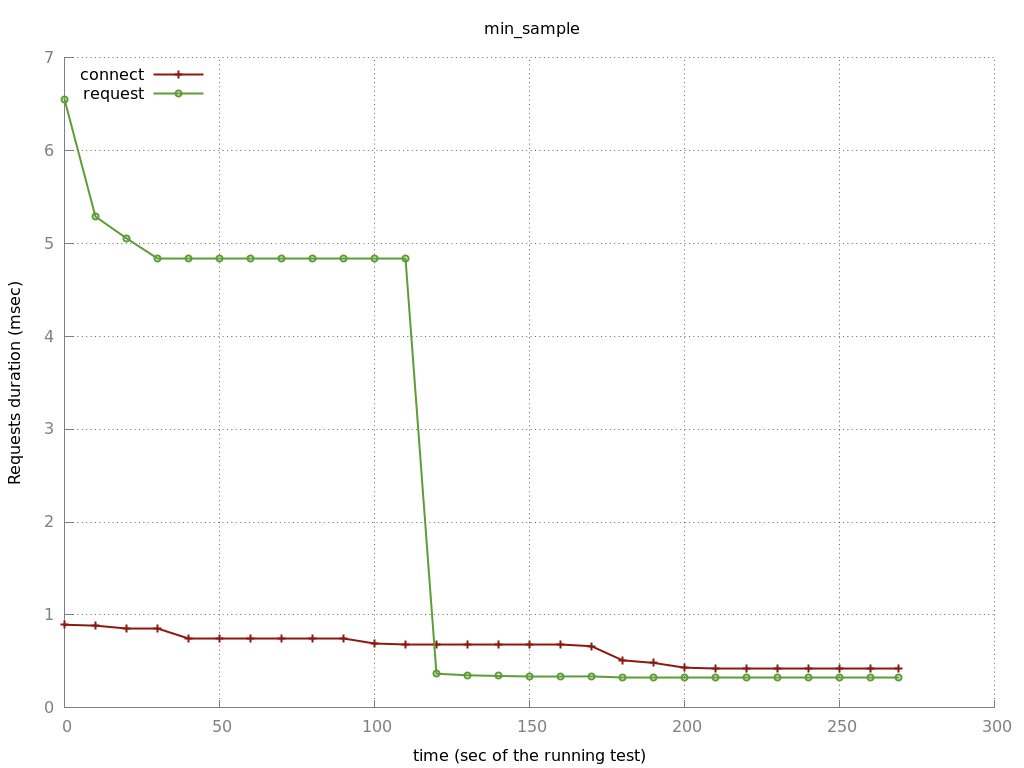 min_sample
7
connect
request
6
5
4
3
2
1
0
Requests duration (msec)
0 50 100 150 200 250 300
time (sec of the running test)